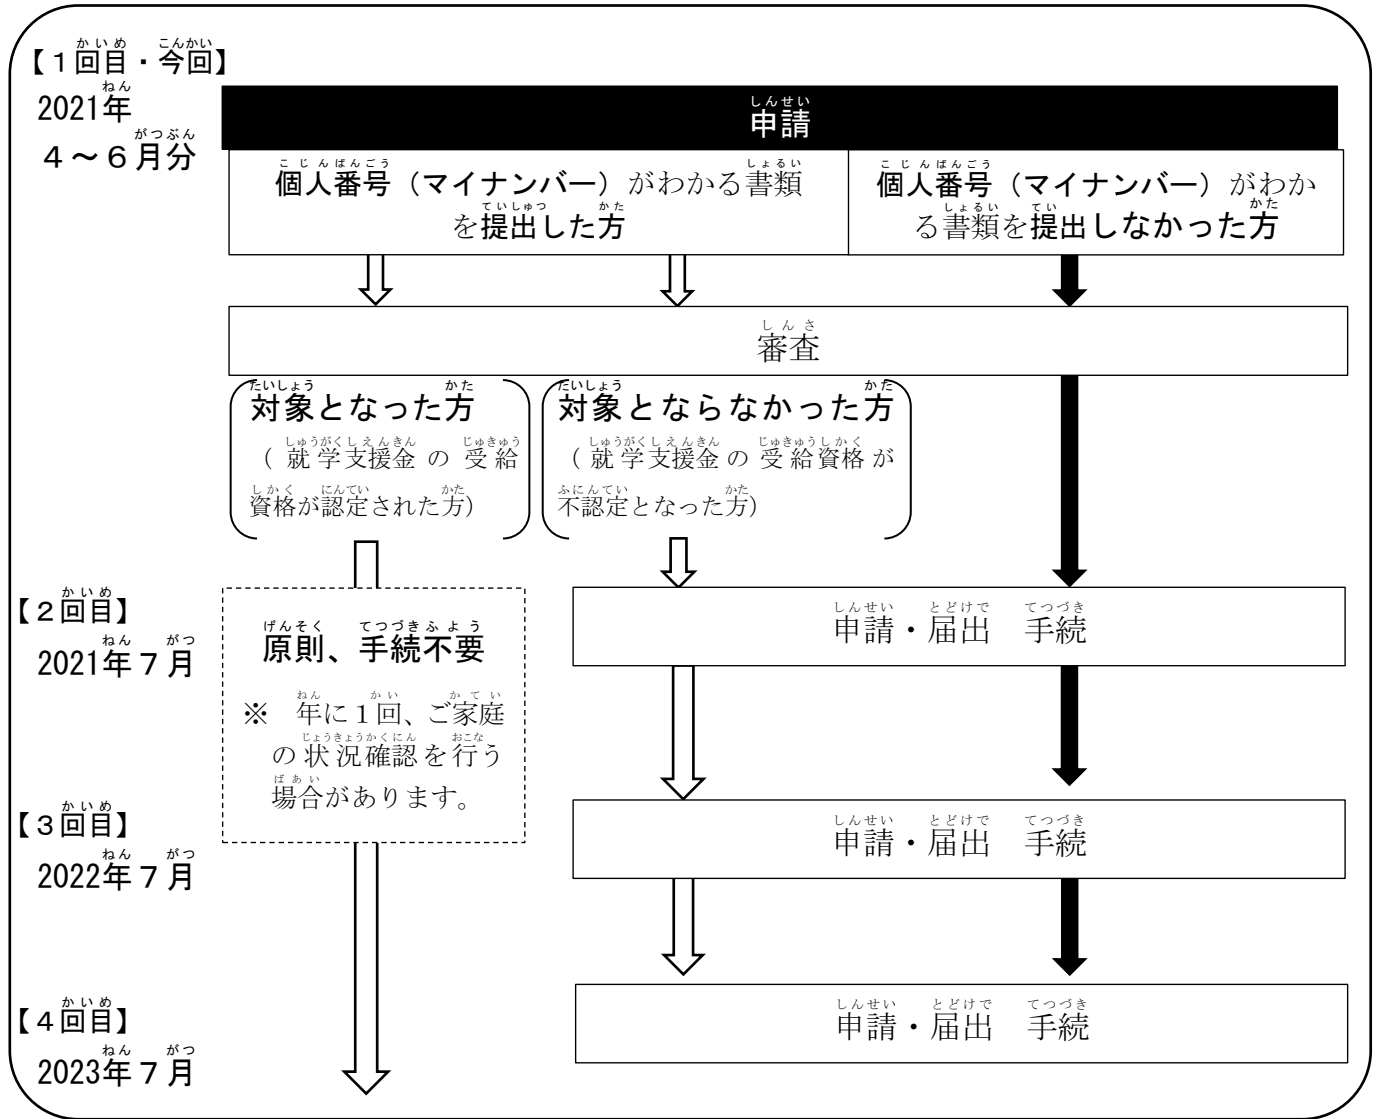 【１回目・今回】
2021年
４～６月分
申請
個人番号（マイナンバー）がわかる書類
を提出した方
個人番号（マイナンバー）がわか
る書類を提出しなかった方
審査
対象となった方
（就学支援金の受給
資格が認定された方）
対象とならなかった方
（就学支援金の受給資格が
不認定となった方）
【２回目】
2021年７月
原則、手続不要
※　年に１回、ご家庭
の状況確認を行う
場合があります。
申請・届出　手続
【３回目】
2022年７月
申請・届出　手続
【４回目】
2023年７月
申請・届出　手続